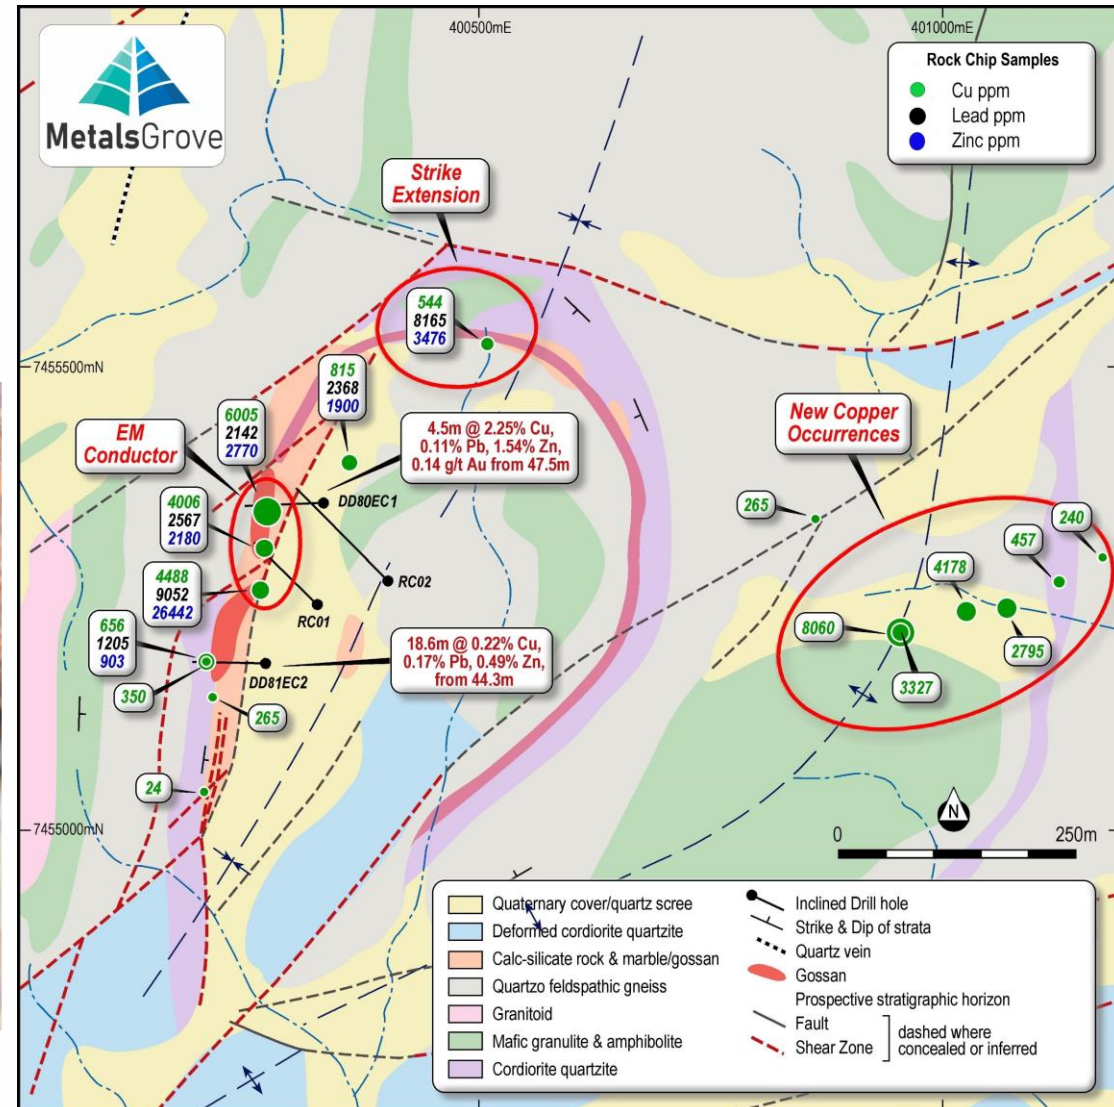 400500mE
401000mE
MetalsGrove
Rock Chip Samples
Cu ppm
Lead ppm
Zinc ppm
Strike
Extension
544
8165
3476
7455500mN
815
2368
1900
6005
2142
2770
EM
Conductor
4.5m @ 2.25% Cu,
0.11% Pb, 1.54% Zn,
0.14 g/t Au from 47.5m
New Copper
Occurrences
DD80EC1
4006
2567
2180
265
240
457
4178
RC02
4488
9052
26442
RC01
8060
2795
656
1205
903
18.6m @ 0.22% Cu,
0.17% Pb, 0.49% Zn,
from 44.3m
DD81EC2
3327
350
265
24
N
7455000mN
0
250m
Quaternary cover/quartz scree
Deformed cordiorite quartzite
Calc-silicate rock & marble/gossan
Quartzo feldspathic gneiss
Granitoid
Mafic granulite & amphibolite
Cordiorite quartzite
Inclined Drill hole
Strike & Dip of strata
Quartz vein
Gossan
Prospective stratigraphic horizon
Fault
Shear Zone
dashed where
concealed or inferred